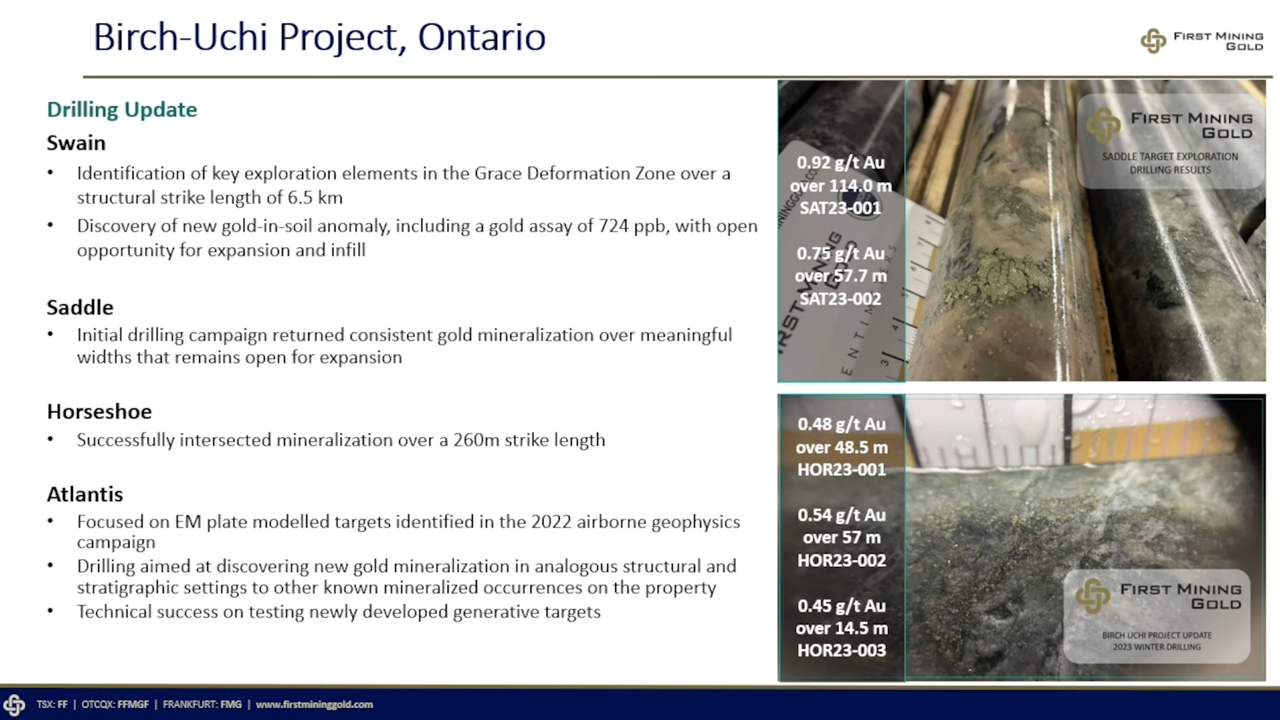 Birch-Uchi Project, Ontario
FIRST MINING
GOLD
Drilling Update
Swain
• Identification of key exploration elements in the Grace Deformation Zone over a
structural strike length of 6.5 km
• Discovery of new gold-in-soil anomaly, including a gold assay of 724 ppb, with open
opportunity for expansion and infill
Saddle
• Initial drilling campaign returned consistent gold mineralization over meaningful
widths that remains open for expansion
Horseshoe
• Successfully intersected mineralization over a 260m strike length
Atlantis
• Focused on EM plate modelled targets identified in the 2022 airborne geophysics
campaign
• Drilling aimed at discovering new gold mineralization in analogous structural and
stratigraphic settings to other known mineralized occurrences on the property
• Technical success on testing newly developed generative targets
0.92 g/t Au
over 114.0 m
SAT23-001
0.75 g/t Au
over 57.7 m
SAT23-002
FIRST MINING
GOLD
SADDLE TARGET EXPLORATION
DRILLING RESULTS
0.48 g/t Au
over 48.5 m
HOR23-001
0.54 g/t Au
over 57 m
HOR23-002
0.45 g/t Au
over 14.5 m
HOR23-003
FIRST MINING
GOLD
BIRCH UCHI PROJECT UPDATE
2023 WINTER DRILLING
TSX: FF | OTCQX: FFMGF | FRANKFURT: FMG | www.firstmininggold.com